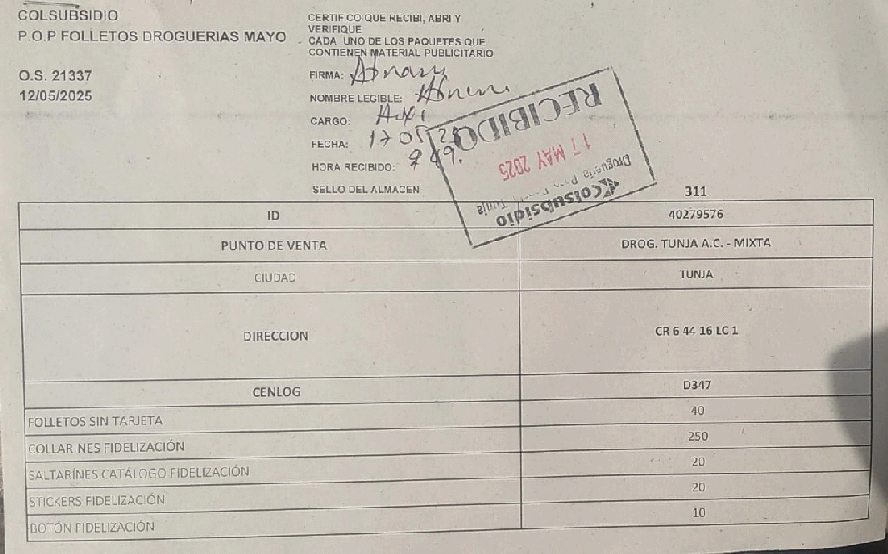 COLSUBSIDIO
P.O.P FOLLETOS DROGUERIAS MAYO
O.S. 21337
12/05/2025
CERTIFICO QUE RECIBI, ABRI Y
VERIFIQUE
CADA UNO DE LOS PAQUETES QUE
CONTIENEN MATERIAL PUBLICITARIO
FIRMA:
NOMBRE LEGIBLE:
CARGO:
FECHA: 17 05
HORA RECIBIDO:
SELLO DEL ALMACEN
RECIBIDO
17 MAY 2025
Droguería
Colsubsidio
311
ID 40279576
PUNTO DE VENTA DROG. TUNJA A.C. - MIXTA
CIUDAD TUNJA
DIRECCION CR 6 44 16 LC 1
CENLOG D347
FOLLETOS SIN TARJETA 40
COLLARINES FIDELIZACIÓN 250
SALTARINES CATÁLOGO FIDELIZACIÓN 20
STICKERS FIDELIZACIÓN 20
BOTÓN FIDELIZACIÓN 10